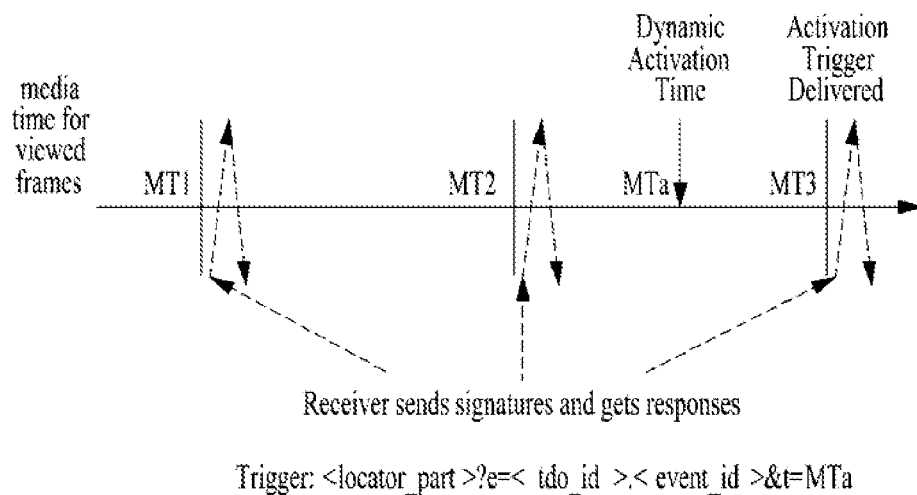 Dynamic
Activation
Time
Activation
Trigger
Delivered
media
time for
viewed
frames
MT1
MT2
MTa
MT3
Receiver sends signatures and gets responses
Trigger: <locator_part >?e=< tdo_id >.< event_id >&t=MTa